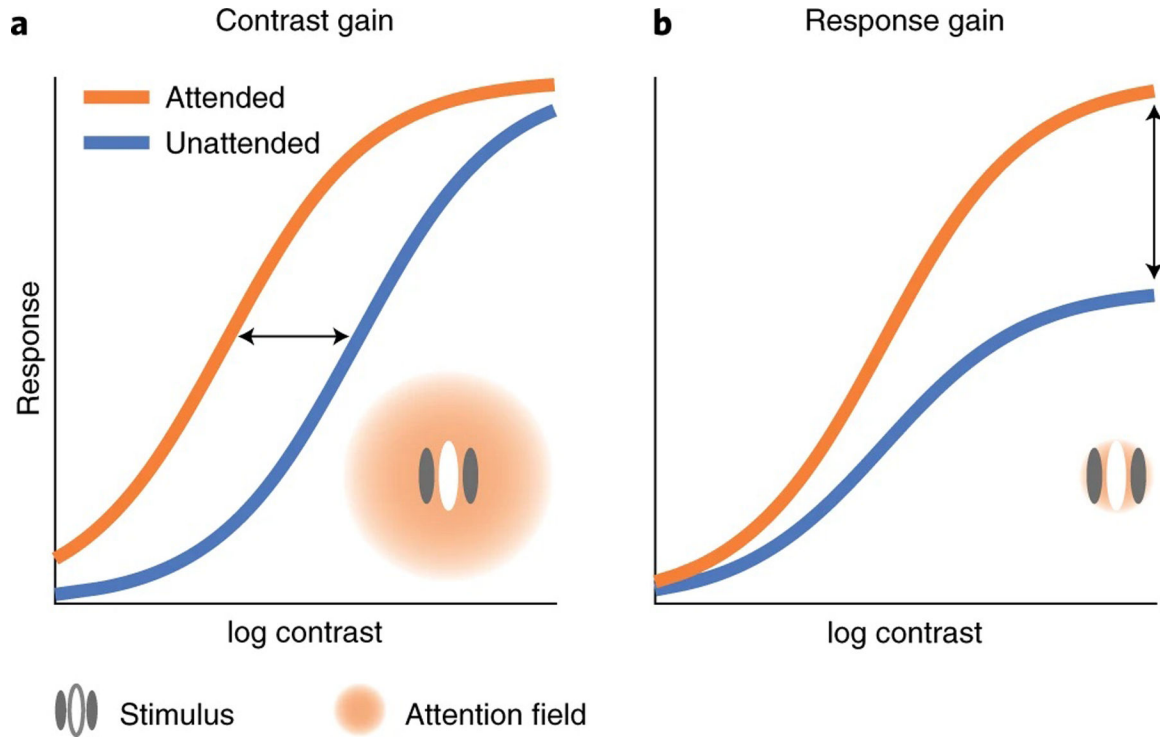 a
Contrast gain
b
Response gain
Attended
Unattended
Response
log contrast
log contrast
Stimulus
Attention field